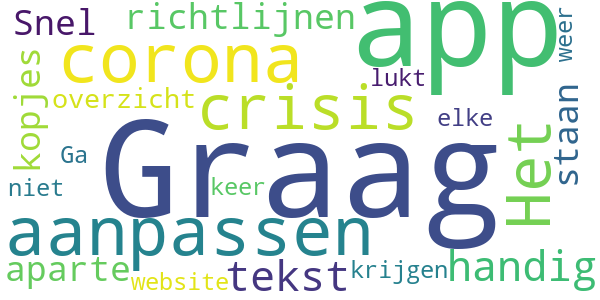 Snel
richtlijnen
app
weer
corona
lukt
kopjes
overzicht
crisis
elke
staan
Het
Graag
Ga
niet
keer
aanpassen
aparte
website
tekst
krijgen
handig